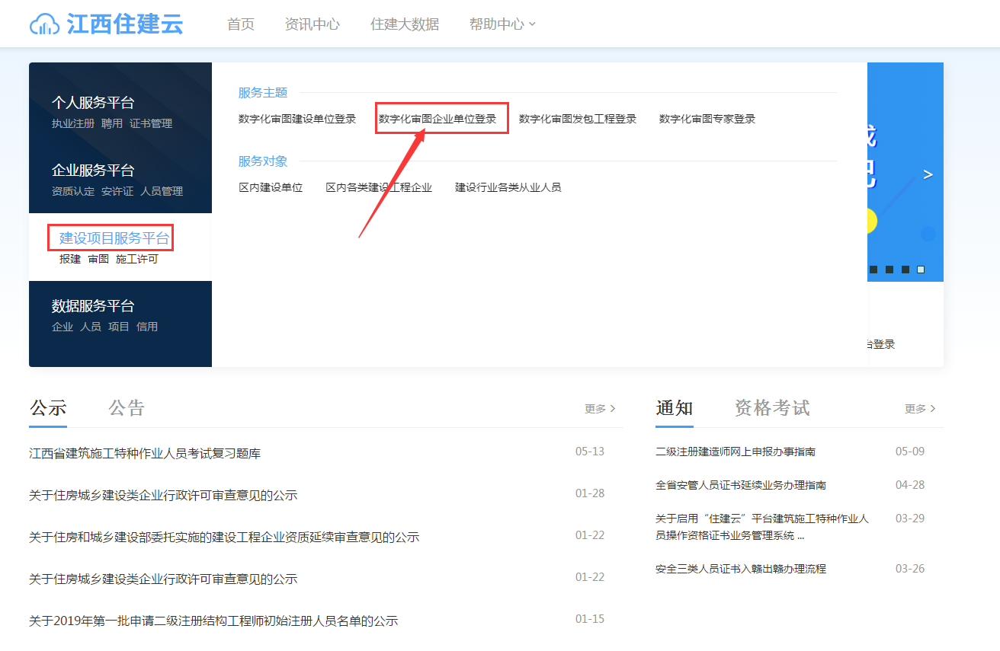 江西住建云
首页 资讯中心 住建大数据 帮助中心
个人服务平台
执业注册 聘用 证书管理
企业服务平台
资质认定 安许证 人员管理
建设项目服务平台
报建 审图 施工许可
数据服务平台
企业 人员 项目 信用
服务主题
数字化审图建设单位登录 数字化审图企业单位登录 数字化审图发包工程登录 数字化审图专家登录
服务对象
区内建设单位 区内各类建设工程企业 建设行业各类从业人员
>
台登录
公示 公告 更多 >
江西省建筑施工特种作业人员考试复习题库 05-13
关于住房城乡建设类企业行政许可审查意见的公示 01-28
关于住房和城乡建设部委托实施的建设工程企业资质延续审查意见的公示 01-22
关于住房城乡建设类企业行政许可审查意见的公示 01-22
关于2019年第一批申请二级注册结构工程师初始注册人员名单的公示 01-15
通知 资格考试 更多 >
二级注册建造师网上申报办事指南 05-09
全省安管人员证书延续业务办理指南 04-28
关于启用“住建云”平台建筑施工特种作业人 03-29
员操作资格证书业务管理系统 ...
安全三类人员证书入赣出赣办理流程 03-26